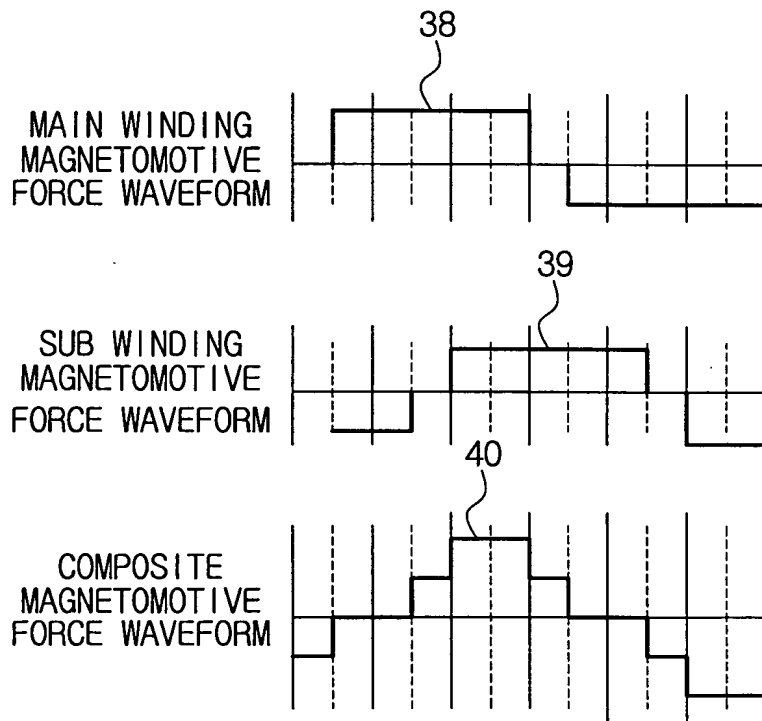 38
MAIN WINDING
MAGNETOMOTIVE
FORCE WAVEFORM
39
SUB WINDING
MAGNETOMOTIVE
FORCE WAVEFORM
40
COMPOSITE
MAGNETOMOTIVE
FORCE WAVEFORM